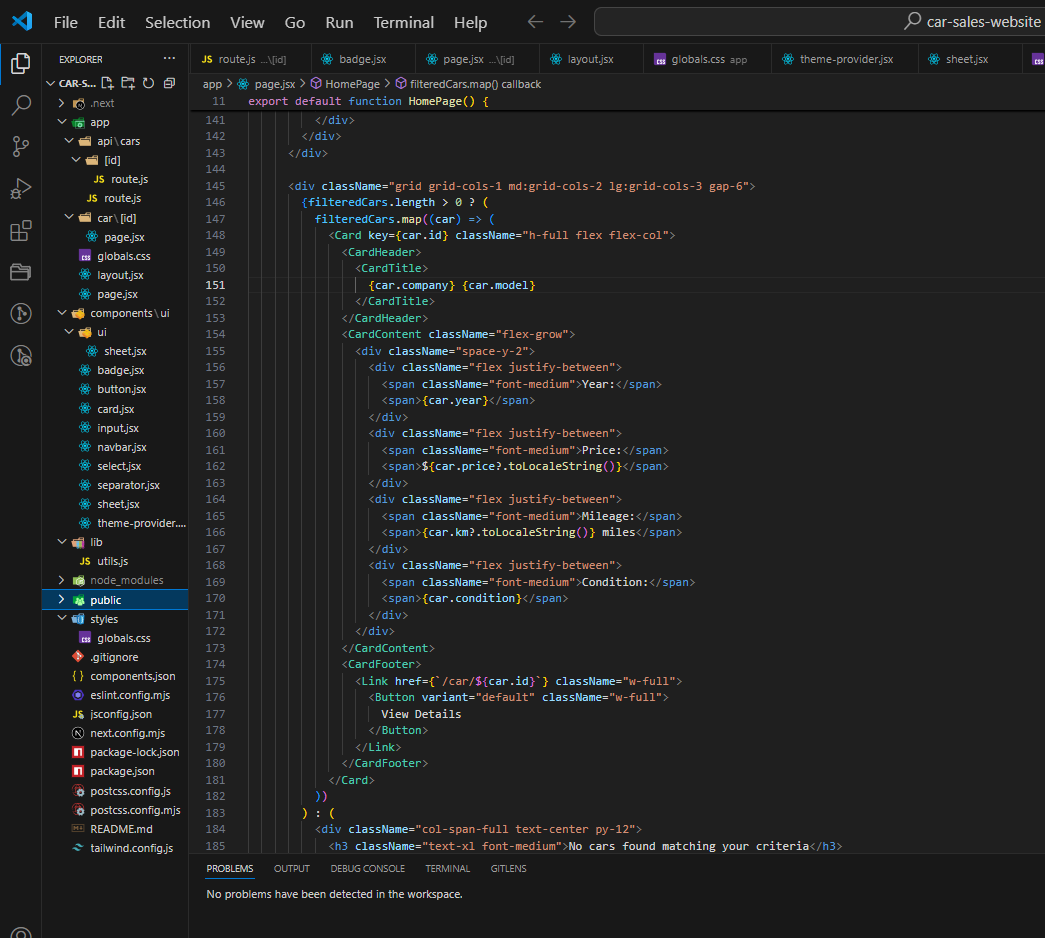 File Edit Selection View Go Run Terminal Help
car-sales-website
EXPLORER
CAR-S...
.next
app
api\cars
[id]
JS route.js
JS route.js
car\[id]
page.jsx
globals.css
layout.jsx
page.jsx
components\ui
ui
sheet.jsx
badge.jsx
button.jsx
card.jsx
input.jsx
navbar.jsx
select.jsx
separator.jsx
sheet.jsx
theme-provider....
lib
JS utils.js
node_modules
public
styles
globals.css
.gitignore
components.json
eslint.config.mjs
jsconfig.json
next.config.mjs
package-lock.json
package.json
postcss.config.js
postcss.config.mjs
README.md
tailwind.config.js
JS route.js ...\[id] badge.jsx page.jsx ...\[id] layout.jsx globals.css app theme-provider.jsx sheet.jsx
app > page.jsx > HomePage > filteredCars.map() callback
11 export default function HomePage() {
141 </div>
142 </div>
143 </div>
144
145 <div className="grid grid-cols-1 md:grid-cols-2 lg:grid-cols-3 gap-6">
146 {filteredCars.length > 0 ? (
147 filteredCars.map((car) => (
148 <Card key={car.id} className="h-full flex flex-col">
149 <CardHeader>
150 <CardTitle>
151 {car.company} {car.model}
152 </CardTitle>
153 </CardHeader>
154 <CardContent className="flex-grow">
155 <div className="space-y-2">
156 <div className="flex justify-between">
157 <span className="font-medium">Year:</span>
158 <span>{car.year}</span>
159 </div>
160 <div className="flex justify-between">
161 <span className="font-medium">Price:</span>
162 <span>${car.price?.toLocaleString()}</span>
163 </div>
164 <div className="flex justify-between">
165 <span className="font-medium">Mileage:</span>
166 <span>{car.km?.toLocaleString()} miles</span>
167 </div>
168 <div className="flex justify-between">
169 <span className="font-medium">Condition:</span>
170 <span>{car.condition}</span>
171 </div>
172 </div>
173 </CardContent>
174 <CardFooter>
175 <Link href={`/car/${car.id}`} className="w-full">
176 <Button variant="default" className="w-full">
177 View Details
178 </Button>
179 </Link>
180 </CardFooter>
181 </Card>
182 ))
183 ) : (
184 <div className="col-span-full text-center py-12">
185 <h3 className="text-xl font-medium">No cars found matching your criteria</h3>
PROBLEMS OUTPUT DEBUG CONSOLE TERMINAL GITLENS
No problems have been detected in the workspace.